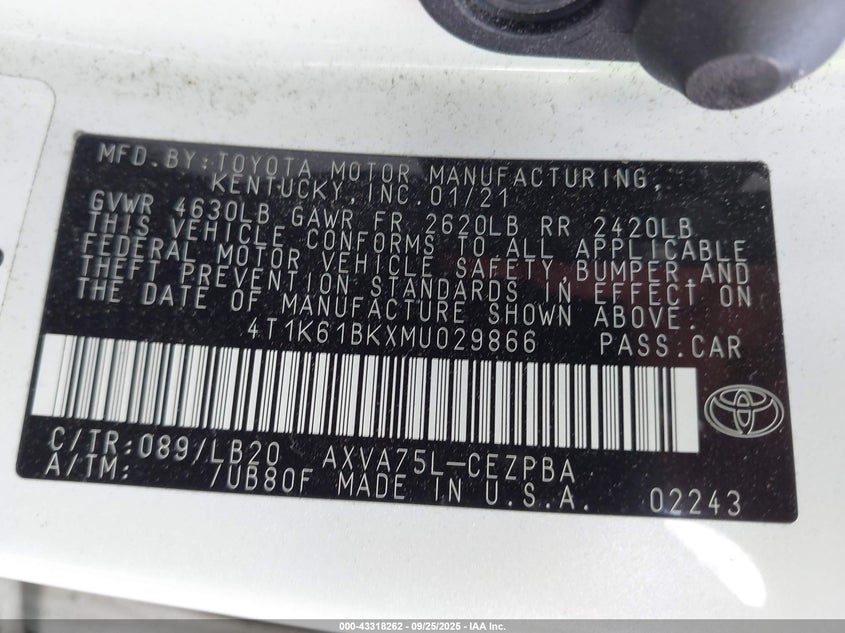 MFD.BY:TOYOTA MOTOR MANUFACTURING,
KENTUCKY,INC.01/21
GVWR 4630LB GAWR FR 2620LB RR 2420LB
THIS VEHICLE CONFORMS TO ALL APPLICABLE
FEDERAL MOTOR VEHICLE SAFETY,BUMPER,AND
THEFT PREVENTION STANDARDS IN EFFECT ON
THE DATE OF MANUFACTURE SHOWN ABOVE.
4T1K61BKXMU029866 PASS.CAR
C/TR:089/LB20 AXVA75L-CEZPBA
A/TM: 7UB80F MADE IN U.S.A. 02243
000-43318262 - 09/25/2025 - IAA Inc.